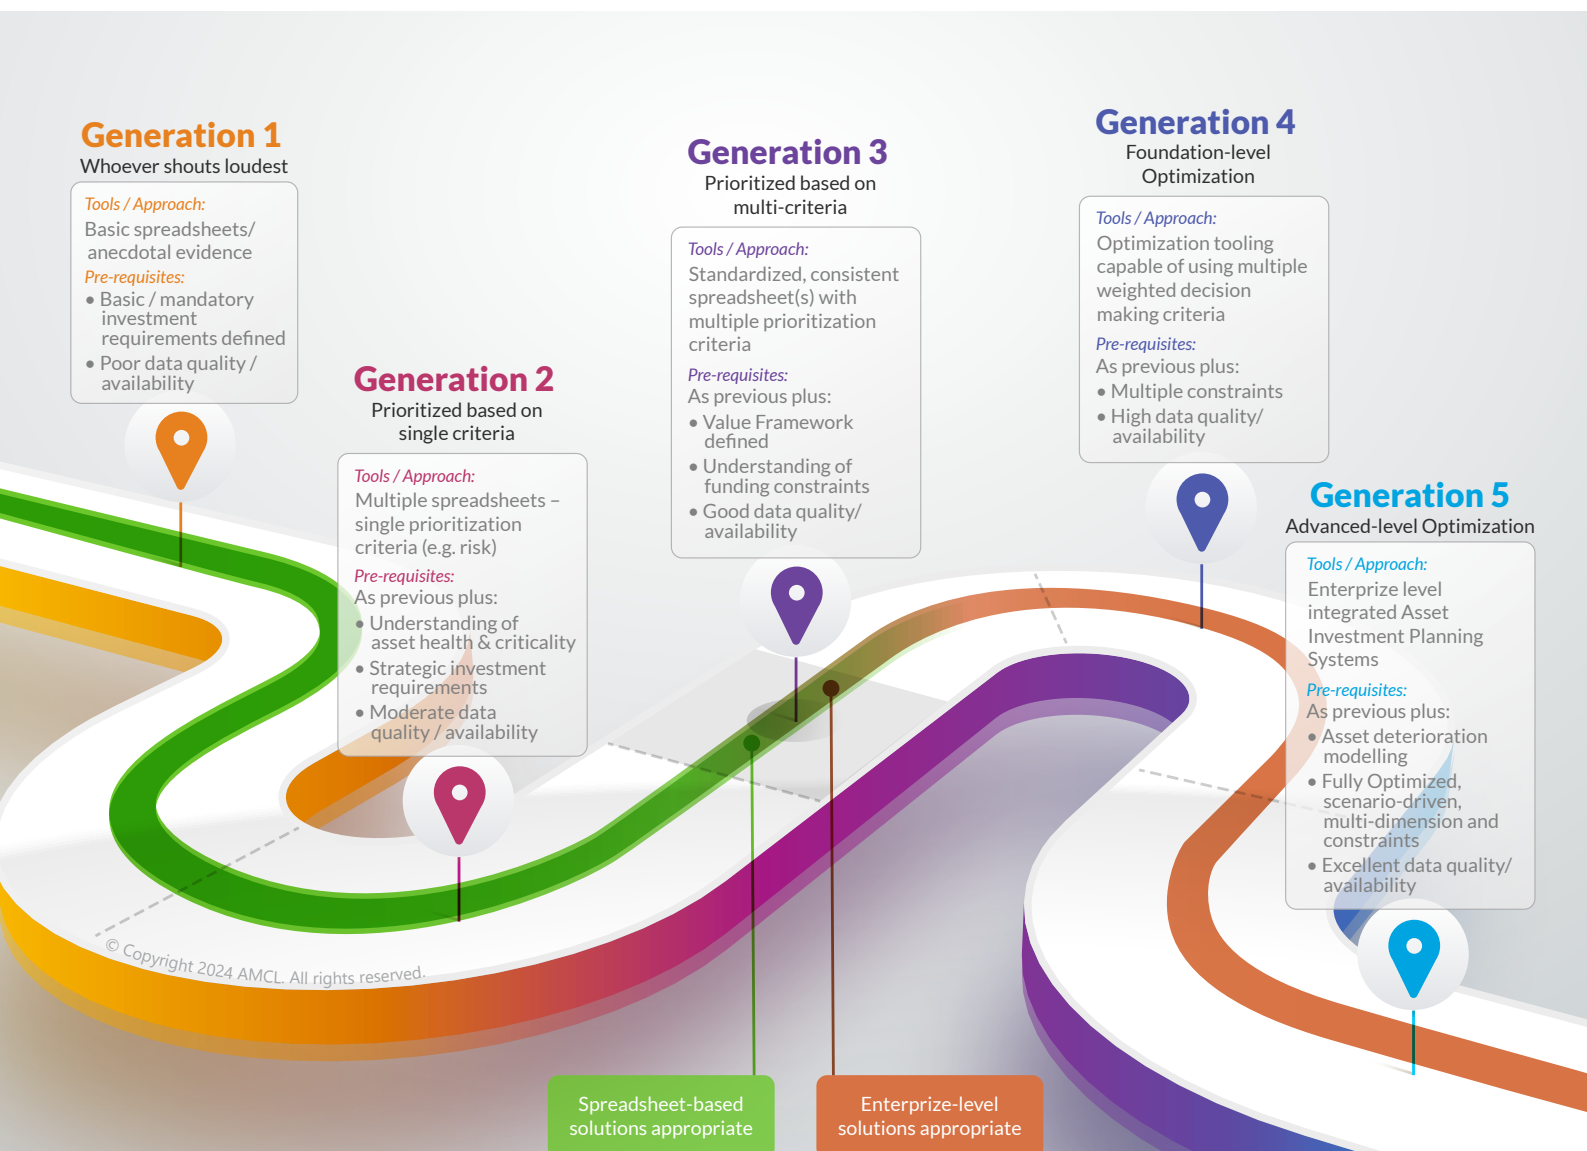 Generation 1
Whoever shouts loudest
Tools / Approach:
Basic spreadsheets/
anecdotal evidence
Pre-requisites:
• Basic / mandatory
investment
requirements defined
• Poor data quality /
availability
Generation 2
Prioritized based on
single criteria
Tools / Approach:
Multiple spreadsheets –
single prioritization
criteria (e.g. risk)
Pre-requisites:
As previous plus:
• Understanding of
asset health & criticality
• Strategic investment
requirements
• Moderate data
quality / availability
Generation 3
Prioritized based on
multi-criteria
Tools / Approach:
Standardized, consistent
spreadsheet(s) with
multiple prioritization
criteria
Pre-requisites:
As previous plus:
• Value Framework
defined
• Understanding of
funding constraints
• Good data quality/
availability
Generation 4
Foundation-level
Optimization
Tools / Approach:
Optimization tooling
capable of using multiple
weighted decision
making criteria
Pre-requisites:
As previous plus:
• Multiple constraints
• High data quality/
availability
Generation 5
Advanced-level Optimization
Tools / Approach:
Enterprize level
integrated Asset
Investment Planning
Systems
Pre-requisites:
As previous plus:
• Asset deterioration
modelling
• Fully Optimized,
scenario-driven,
multi-dimension and
constraints
• Excellent data quality/
availability
© Copyright 2024 AMCL. All rights reserved.
Spreadsheet-based
solutions appropriate
Enterprize-level
solutions appropriate